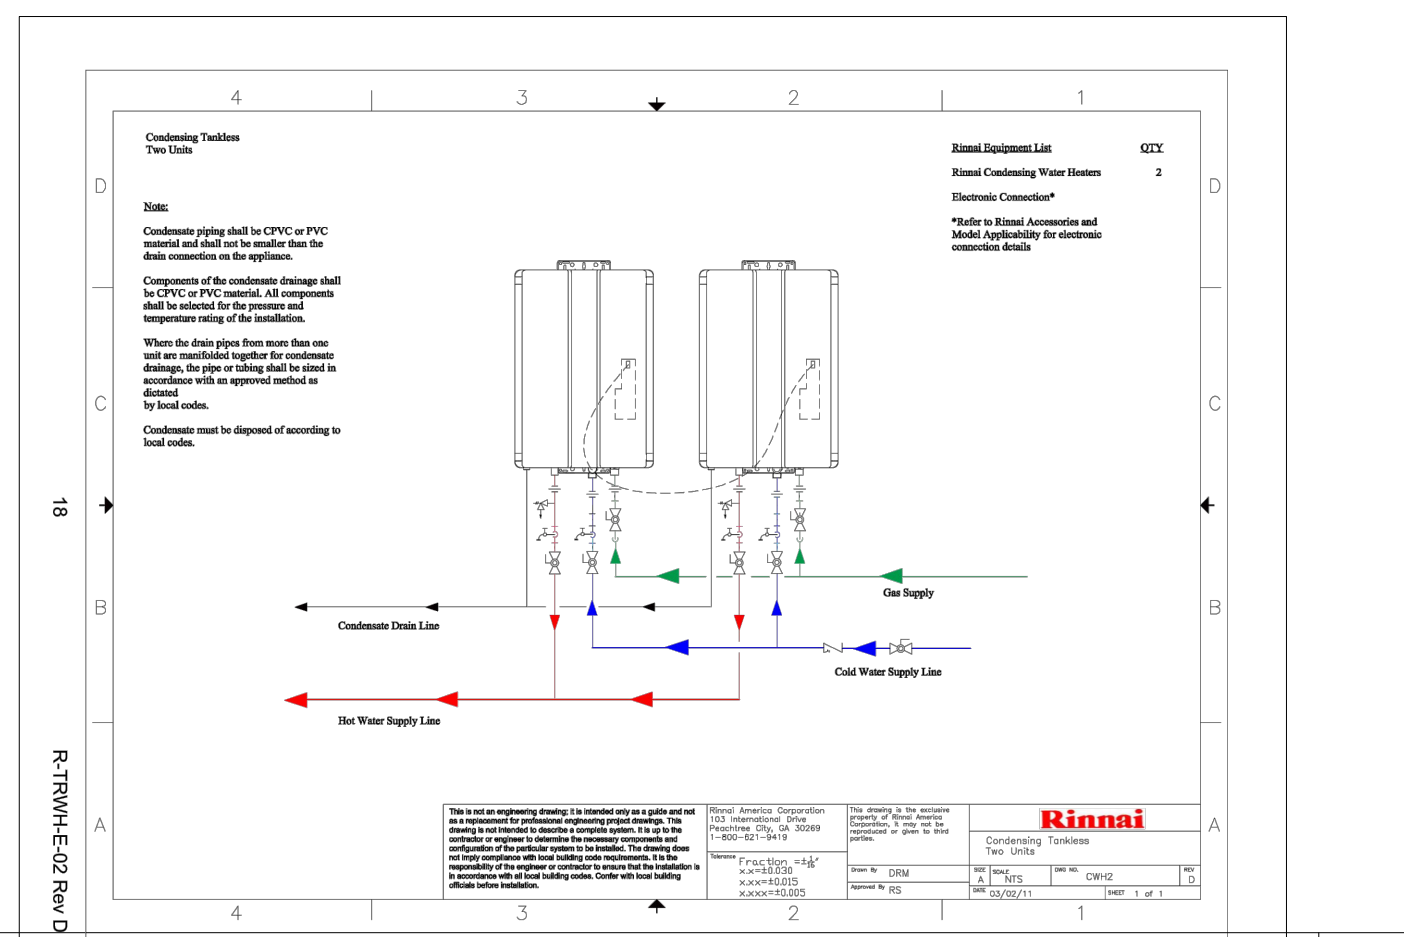 4 3 2 1
Condensing Tankless
Two Units
Rinnai Equipment List QTY
Rinnai Condensing Water Heaters 2
Electronic Connection*
*Refer to Rinnai Accessories and
Model Applicability for electronic
connection details
D D
Note:
Condensate piping shall be CPVC or PVC
material and shall not be smaller than the
drain connection on the appliance.
Components of the condensate drainage shall
be CPVC or PVC material. All components
shall be selected for the pressure and
temperature rating of the installation.
Where the drain pipes from more than one
unit are manifolded together for condensate
drainage, the pipe or tubing shall be sized in
accordance with an approved method as
dictated
by local codes.
Condensate must be disposed of according to
local codes.
C C
18
Gas Supply
B B
Condensate Drain Line
Cold Water Supply Line
Hot Water Supply Line
R-TRWH-E-02 Rev D
A A
This is not an engineering drawing; it is intended only as a guide and not
as a replacement for professional engineering project drawings. This
drawing is not intended to describe a complete system. It is up to the
contractor or engineer to determine the necessary components and
configuration of the particular system to be installed. The drawing does
not imply compliance with local building code requirements. It is the
responsibility of the engineer or contractor to ensure that the installation is
in accordance with all local building codes. Confer with local building
officials before installation.
Rinnai America Corporation
103 International Drive
Peachtree City, GA 30269
1-800-621-9419
Tolerance
Fraction =±1/16"
x.x=±0.030
x.xx=±0.015
x.xxx=±0.005
This drawing is the exclusive
property of Rinnai America
Corporation, it may not be
reproduced or given to third
parties.
Drawn By DRM
Approved By RS
Rinnai
Condensing Tankless
Two Units
SIZE A
SCALE NTS
DWG NO. CWH2
REV D
DATE 03/02/11
SHEET 1 of 1
4 3 2 1